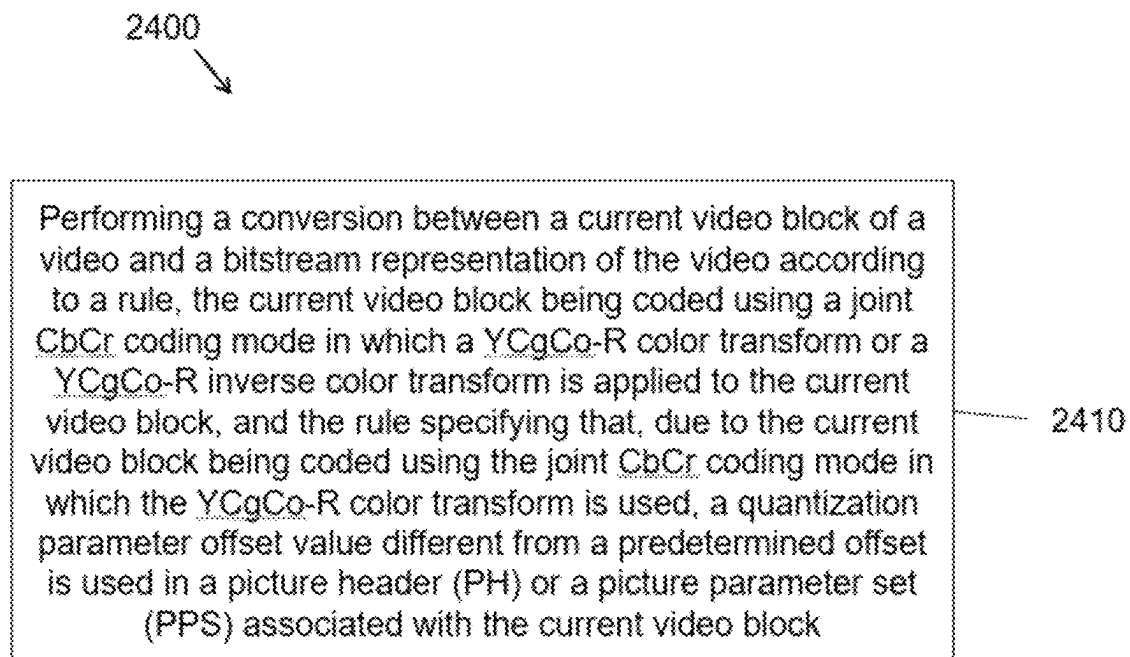 2400
Performing a conversion between a current video block of a
video and a bitstream representation of the video according
to a rule, the current video block being coded using a joint
CbCr coding mode in which a YCgCo-R color transform or a
YCgCo-R inverse color transform is applied to the current
video block, and the rule specifying that, due to the current
video block being coded using the joint CbCr coding mode in
which the YCgCo-R color transform is used, a quantization
parameter offset value different from a predetermined offset
is used in a picture header (PH) or a picture parameter set
(PPS) associated with the current video block
2410